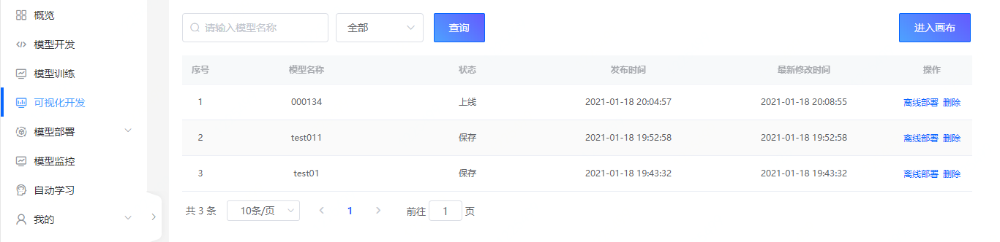 概览
模型开发
模型训练
可视化开发
模型部署
模型监控
自动学习
我的
请输入模型名称 全部 查询 进入画布
序号 模型名称 状态 发布时间 最新修改时间 操作
1 000134 上线 2021-01-18 20:04:57 2021-01-18 20:08:55 离线部署 删除
2 test011 保存 2021-01-18 19:52:58 2021-01-18 19:52:58 离线部署 删除
3 test01 保存 2021-01-18 19:43:32 2021-01-18 19:43:32 离线部署 删除
共 3 条 10条/页 1 前往 1 页